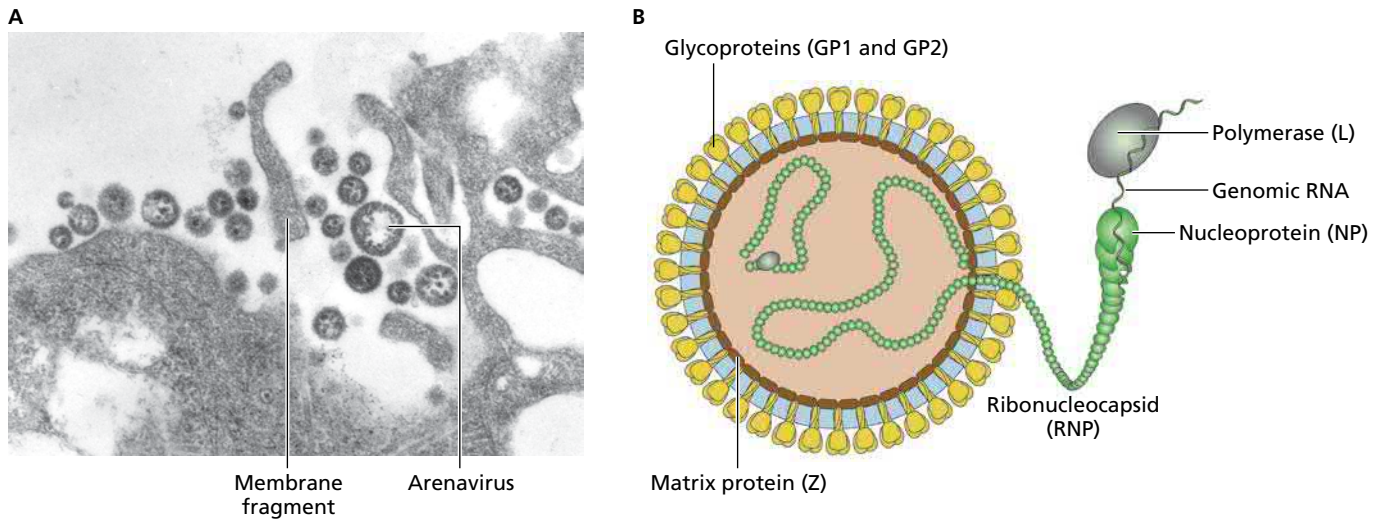 A
B
Glycoproteins (GP1 and GP2)
Polymerase (L)
Genomic RNA
Nucleoprotein (NP)
Ribonucleocapsid
(RNP)
Membrane
fragment
Arenavirus
Matrix protein (Z)